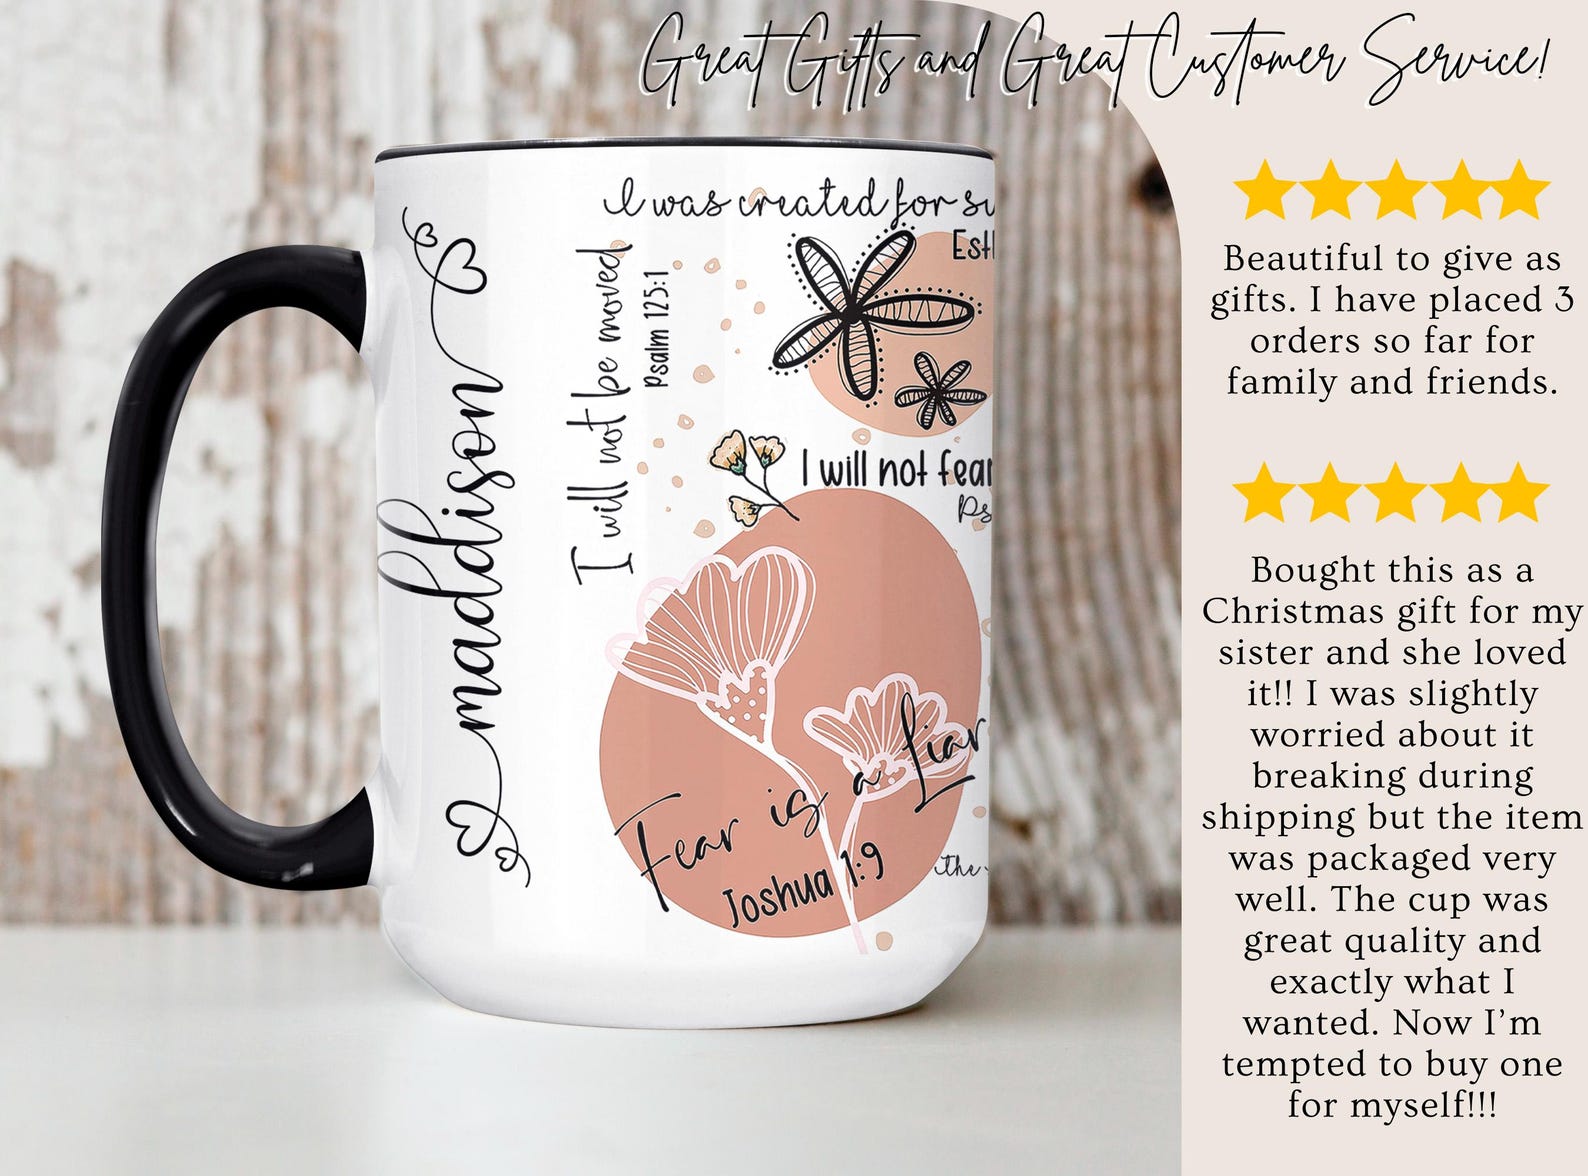 Great Gifts and Great Customer Service!
maddison
I will not be moved
Psalm 125:1
I was created for su
Esth
I will not fear
Ps
Fear is a Liar
Joshua 1:9
the
Beautiful to give as
gifts. I have placed 3
orders so far for
family and friends.
Bought this as a
Christmas gift for my
sister and she loved
it!! I was slightly
worried about it
breaking during
shipping but the item
was packaged very
well. The cup was
great quality and
exactly what I
wanted. Now I'm
tempted to buy one
for myself!!!